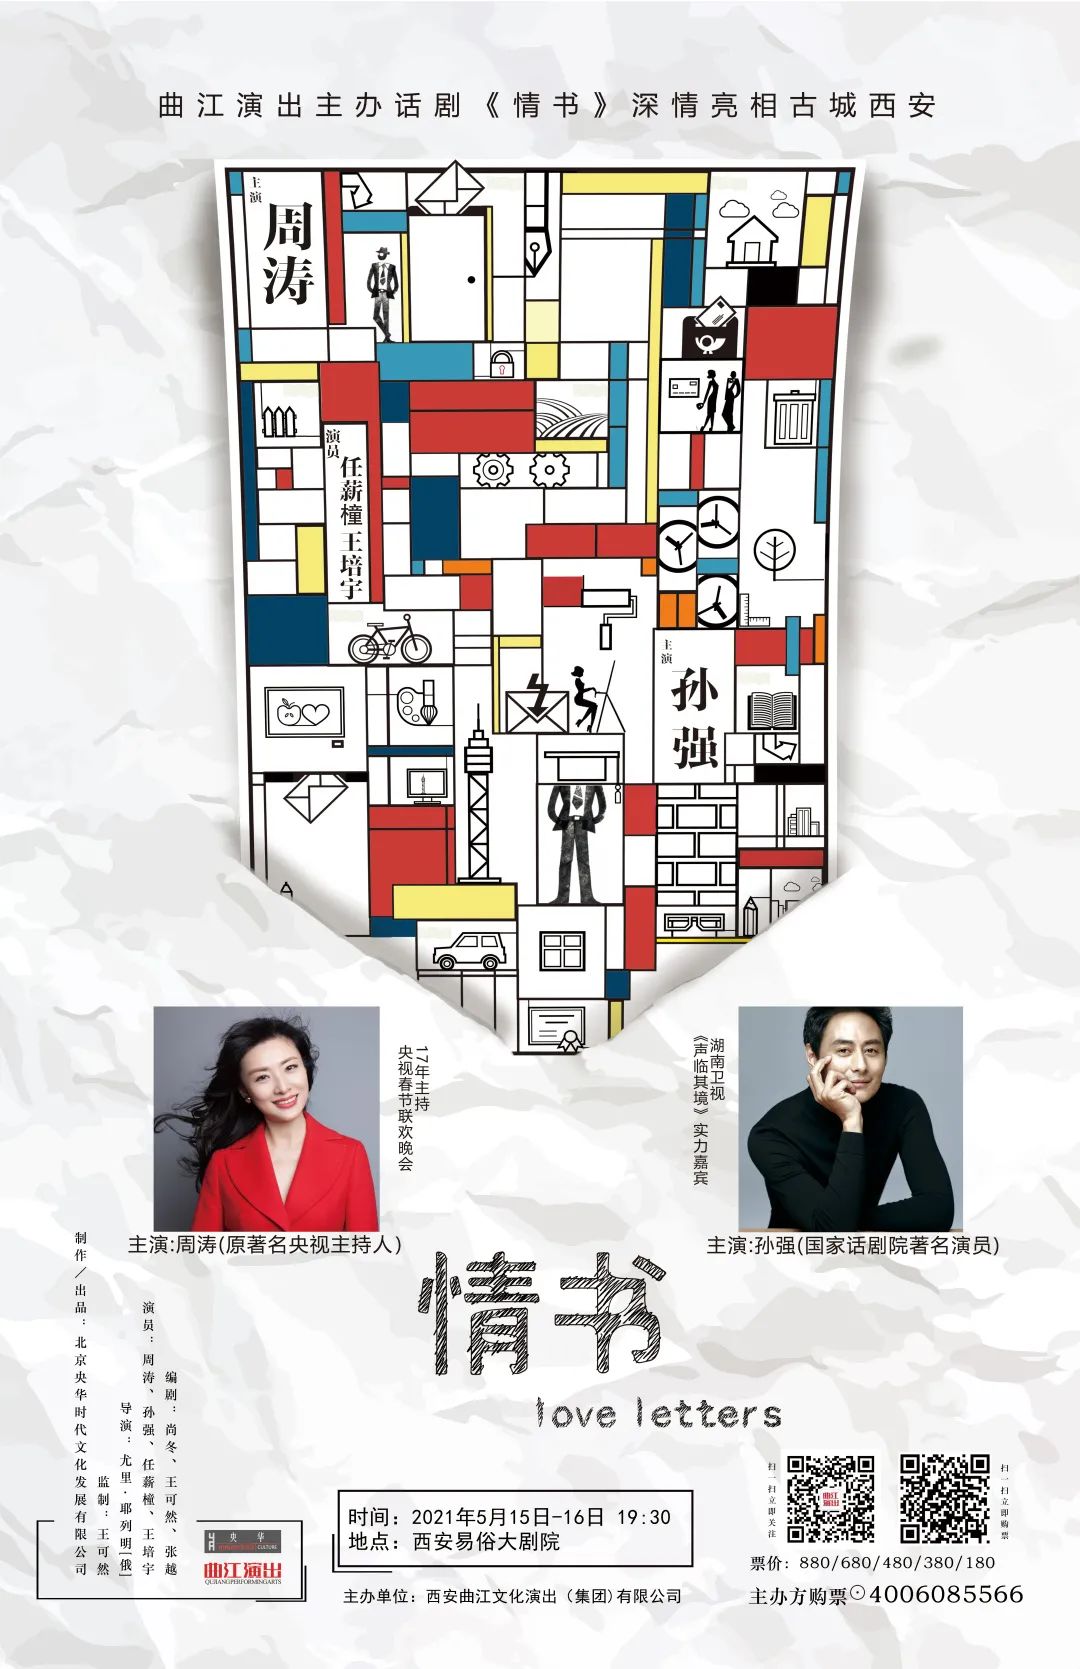 曲江演出主办话剧《情书》深情亮相古城西安
主演
周涛
演员
任薪橦 王培宇
主演
孙强
17年主持
央视春节联欢晚会
湖南卫视
《声临其境》实力嘉宾
主演:周涛(原著名央视主持人)
主演:孙强(国家话剧院著名演员)
情书
love letters
编剧：尚冬、王可然、张越
演员：周涛、孙强、任薪橦、王培宇
导演：尤里·耶列明［俄］
监制：王可然
制作／出品：北京央华时代文化发展有限公司
央华
CULTURE
曲江演出
QUJIANGPERFORMINGARTS
时间：2021年5月15日-16日 19:30
地点：西安易俗大剧院
主办单位：西安曲江文化演出（集团)有限公司
扫一扫立即关注
曲江
演出
扫一扫立即购票
票价：880/680/480/380/180
主办方购票⊙4006085566